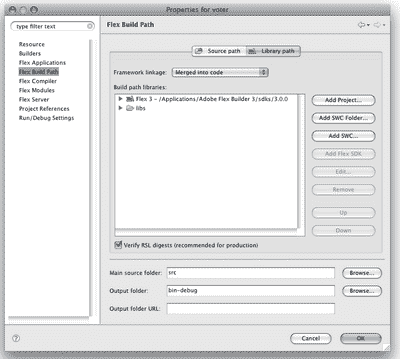 Properties for voter
type filter text
Flex Build Path
Resource
Builders
Flex Applications
Flex Build Path
Flex Compiler
Flex Modules
Flex Server
Project References
Run/Debug Settings
Source path
Library path
Framework linkage:
Merged into code
Build path libraries:
Flex 3 - /Applications/Adobe Flex Builder 3/sdks/3.0.0
libs
Add Project...
Add SWC Folder...
Add SWC...
Add Flex SDK
Edit...
Remove
Up
Down
Verify RSL digests (recommended for production)
Main source folder:
src
Browse...
Output folder:
bin-debug
Browse...
Output folder URL:
Cancel
OK